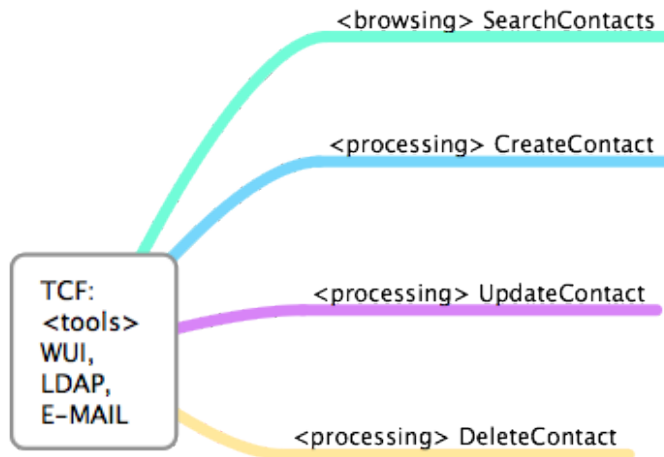 <browsing> SearchContacts
<processing> CreateContact
TCF:
<tools>
WUI,
LDAP,
E-MAIL
<processing> UpdateContact
<processing> DeleteContact